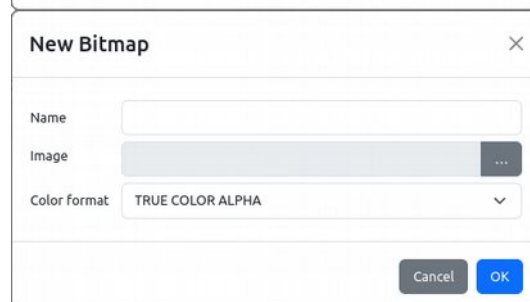 New Bitmap
Name
Image
...
Color format
TRUE COLOR ALPHA
Cancel
OK